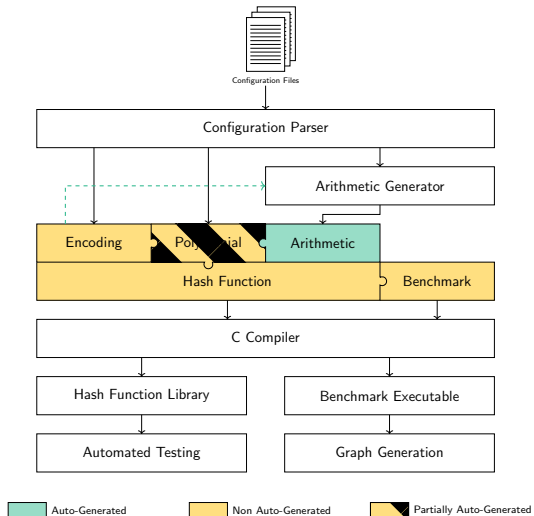 Configuration Files
Configuration Parser
Arithmetic Generator
Encoding
Arithmetic
Hash Function
Benchmark
C Compiler
Hash Function Library
Benchmark Executable
Automated Testing
Graph Generation
Auto-Generated
Non Auto-Generated
Partially Auto-Generated